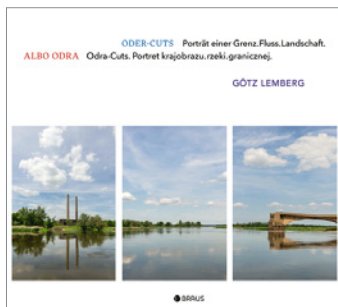 ODER-CUTS Porträt einer Grenz.Fluss.Landschaft.
ALBO ODRA Odra-Cuts. Portret krajobrazu.rzeki.granicznej.
GÖTZ LEMBERG
BRAUS